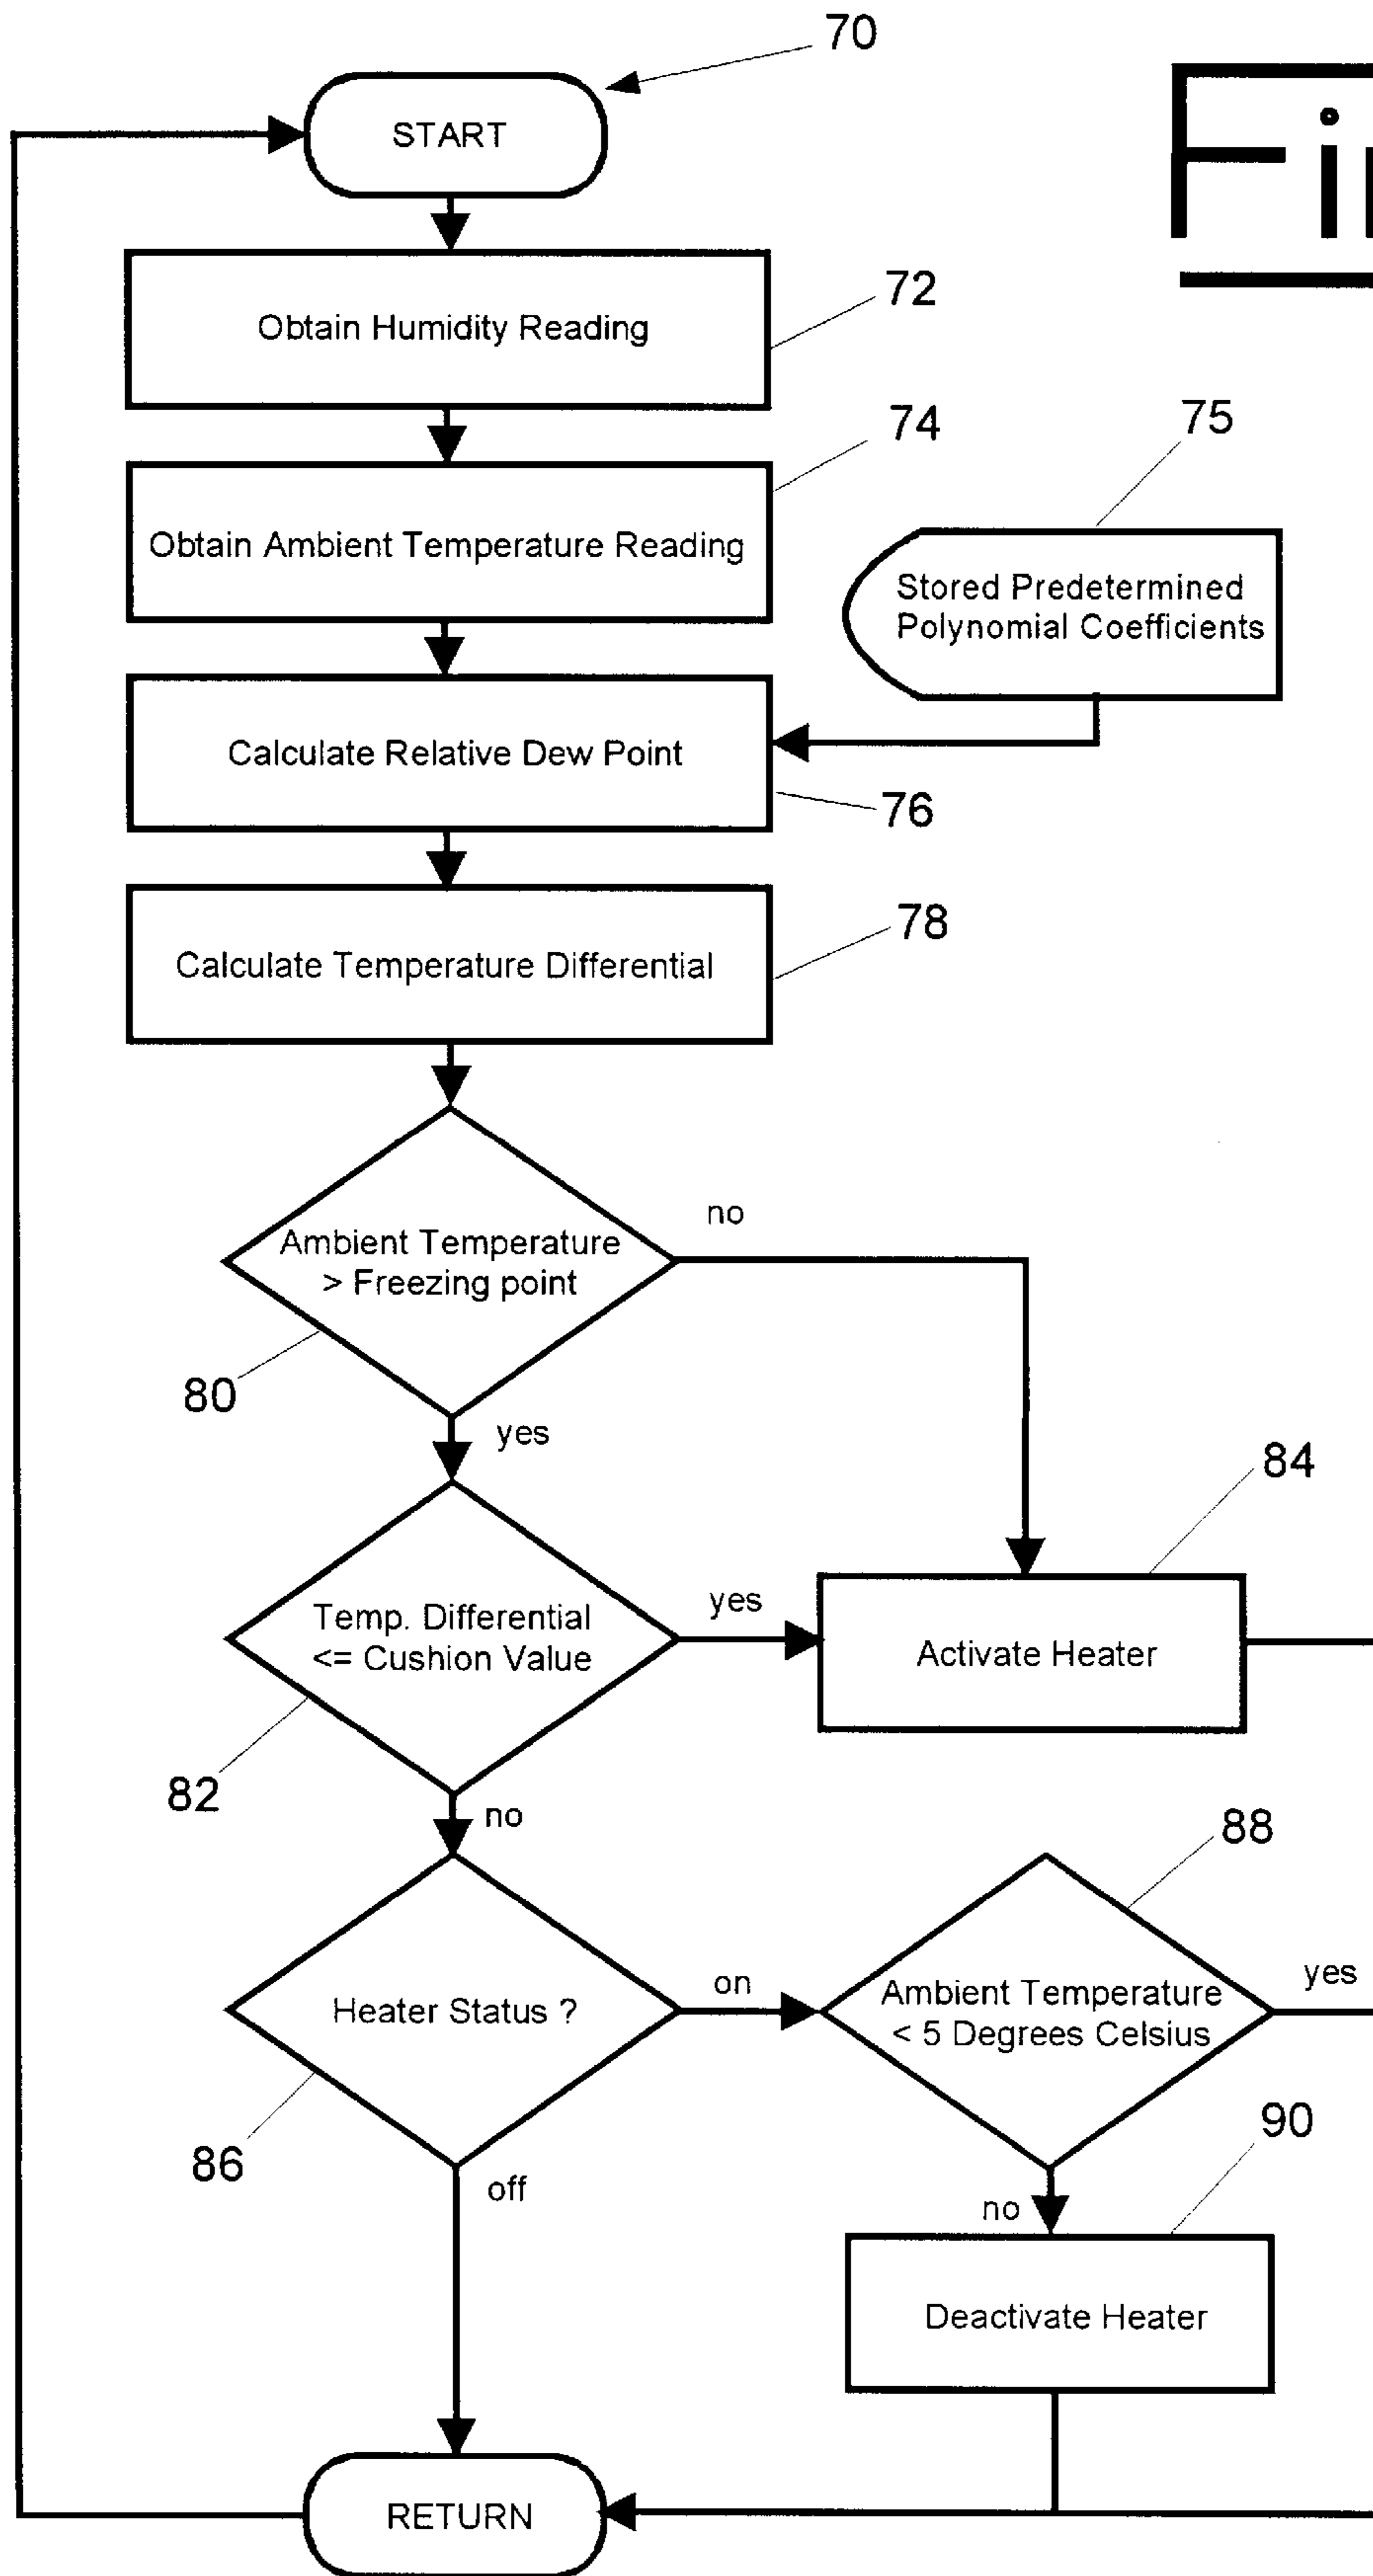 70
START
Obtain Humidity Reading
72
74
Obtain Ambient Temperature Reading
75
Stored Predetermined
Polynomial Coefficients
Calculate Relative Dew Point
76
78
Calculate Temperature Differential
no
Ambient Temperature
> Freezing point
80
yes
84
Temp. Differential
<= Cushion Value
yes
Activate Heater
82
no
88
Heater Status ?
on
Ambient Temperature
< 5 Degrees Celsius
yes
86
off
90
no
Deactivate Heater
RETURN